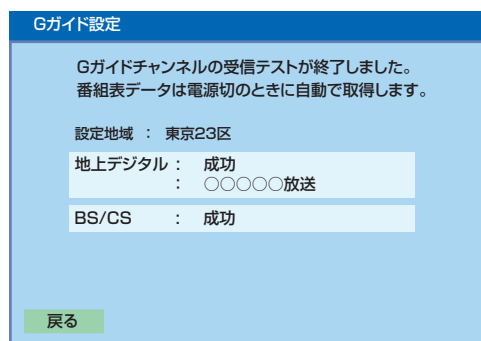 Gガイド設定
Gガイドチャンネルの受信テストが終了しました。
番組表データは電源切のときに自動で取得します。
設定地域 ： 東京23区
地上デジタル： 成功
： ○○○○○放送
BS/CS ： 成功
戻る